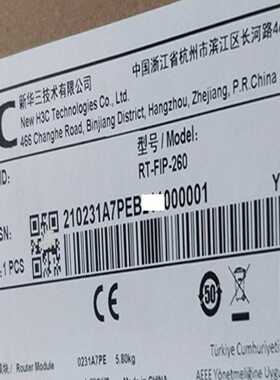 C
新华三技术有限公司
New H3C Technologies Co., Ltd.
中国浙江省杭州市滨江区长河路46
466 Changhe Road, Binjiang District, Hangzhou, Zhejiang, P.R.China
ID:
型号 / Model:
RT-FIP-260
SN:
210231A7PEB
000001
1 PCS
Y
CE
50
Türkiye
Cumhuriyeti
AEEE Yönetmeliğine Uy
/ Router Module
0231A7PE
5.80kg